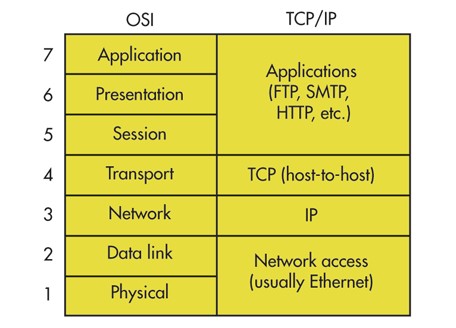 OSI TCP/IP
7 Application
6 Presentation
5 Session
Applications
(FTP, SMTP,
HTTP, etc.)
4 Transport TCP (host-to-host)
3 Network IP
2 Data link
1 Physical
Network access
(usually Ethernet)